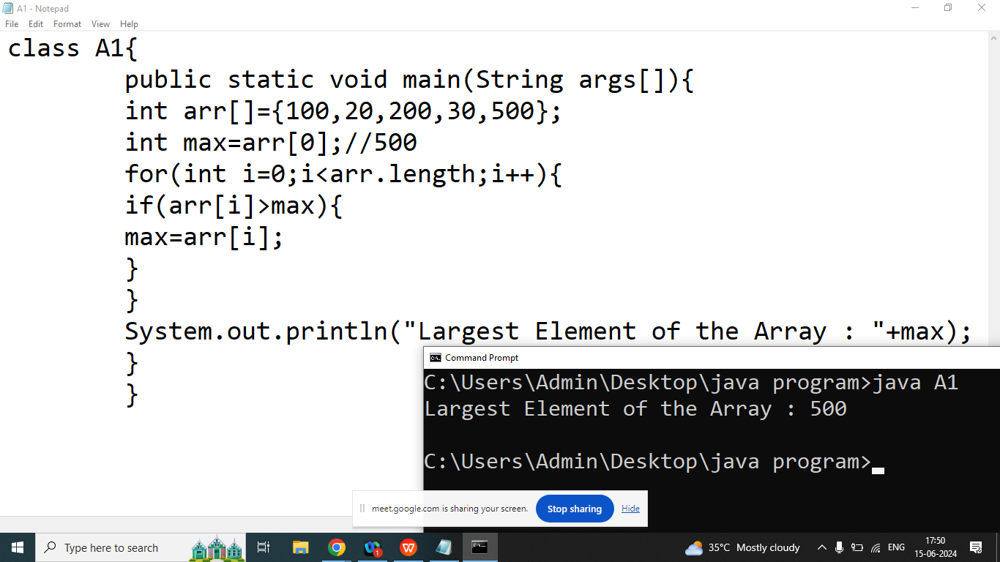 A1 - Notepad
File Edit Format View Help
class A1{
public static void main(String args[]){
int arr[]={100,20,200,30,500};
int max=arr[0];//500
for(int i=0;i<arr.length;i++){
if(arr[i]>max){
max=arr[i];
}
}
System.out.println("Largest Element of the Array : "+max);
}
}
Command Prompt
C:\Users\Admin\Desktop\java program>java A1
Largest Element of the Array : 500
C:\Users\Admin\Desktop\java program>
meet.google.com is sharing your screen. Stop sharing Hide
Type here to search
1
W
35°C Mostly cloudy
ENG
17:50
15-06-2024